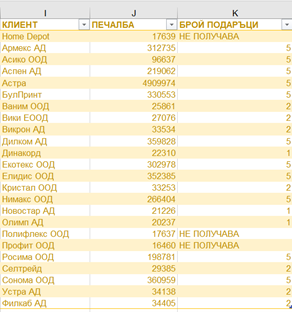 I J K
КЛИЕНТ ПЕЧАЛБА БРОЙ ПОДАРЪЦИ
Home Depot 17639 НЕ ПОЛУЧАВА
Армекс АД 312735 5
Асико ООД 96637 5
Аспен АД 219062 5
Астра 4909974 5
БулПринт 330553 5
Ваним ООД 25861 2
Вики ЕООД 27076 2
Викрон АД 33534 2
Дилком АД 359828 5
Динакорд 22310 1
Екотекс ООД 302978 5
Елидис ООД 352385 5
Кристал ООД 33253 2
Нимакс ООД 266404 5
Новостар АД 21226 1
Олимп АД 20237 1
Полифлекс ООД 17637 НЕ ПОЛУЧАВА
Профит ООД 16460 НЕ ПОЛУЧАВА
Росима ООД 198781 5
Селтрейд 29385 2
Сонома ООД 360959 5
Устра АД 34138 2
Филкаб АД 34405 2